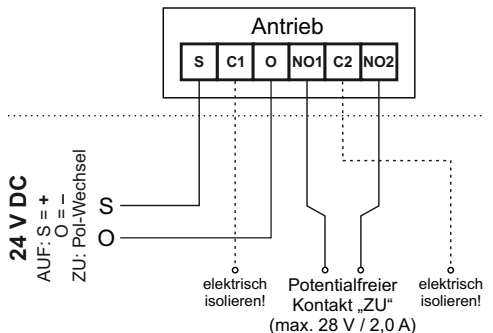 Antrieb
S C1 O NO1 C2 NO2
24 V DC
AUF: S = +
O = –
ZU: Pol-Wechsel
S
O
elektrisch
isolieren!
Potentialfreier
Kontakt „ZU“
(max. 28 V / 2,0 A)
elektrisch
isolieren!